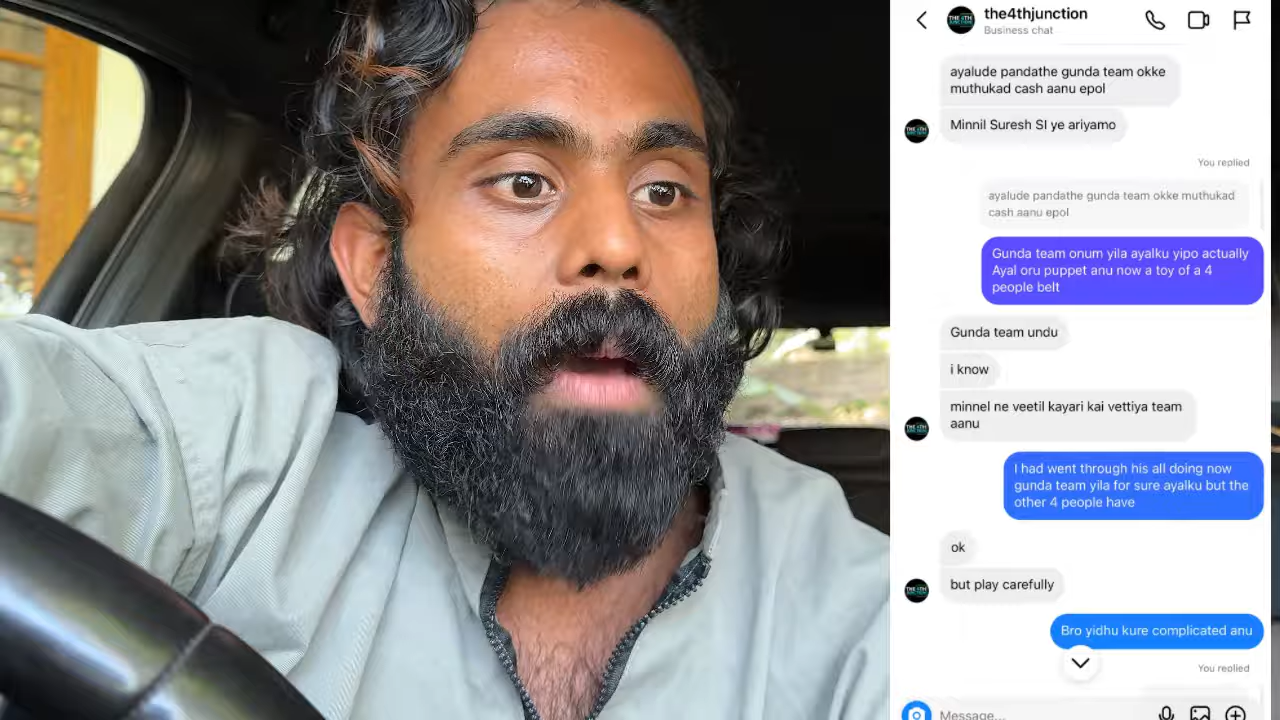 the4thjunction
Business chat
ayalude pandathe gunda team okke
muthukad cash aanu epol
Minnil Suresh SI ye ariyamo
You replied
ayalude pandathe gunda team okke muthukad
cash aanu epol
Gunda team onum yila ayalku yipo actually
Ayal oru puppet anu now a toy of a 4
people belt
Gunda team undu
i know
minnel ne veetil kayari kai vettiya team
aanu
I had went through his all doing now
gunda team yila for sure ayalku but the
other 4 people have
ok
but play carefully
Bro yidhu kure complicated anu
You replied
Message...